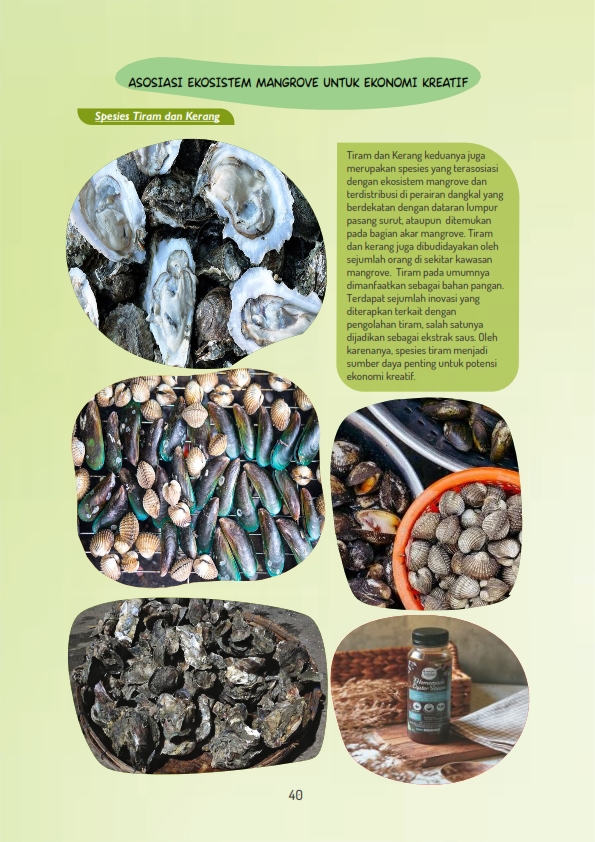 ASOSIASI EKOSISTEM MANGROVE UNTUK EKONOMI KREATIF
Spesies Tiram dan Kerang
Tiram dan Kerang keduanya juga
merupakan spesies yang terasosiasi
dengan ekosistem mangrove dan
terdistribusi di perairan dangkal yang
berdekatan dengan dataran lumpur
pasang surut, ataupun ditemukan
pada bagian akar mangrove. Tiram
dan kerang juga dibudidayakan oleh
sejumlah orang di sekitar kawasan
mangrove. Tiram pada umumnya
dimanfaatkan sebagai bahan pangan.
Terdapat sejumlah inovasi yang
diterapkan terkait dengan
pengolahan tiram, salah satunya
dijadikan sebagai ekstrak saus. Oleh
karenanya, spesies tiram menjadi
sumber daya penting untuk potensi
ekonomi kreatif.
Homemade
Oyster Sauce
40